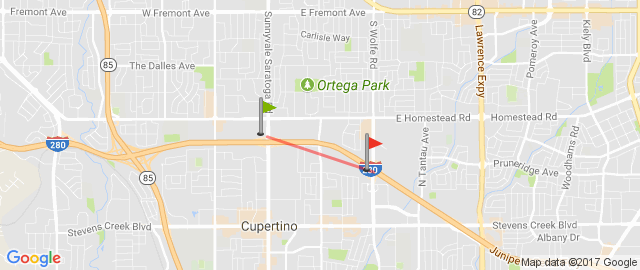 Fremont Ave
W Fremont Ave
E Fremont Ave
82
Carlisle Way
Sunnyvale Saratoga
S Wolfe Rd
Lawrence Expy
Pomeroy Ave
Kiely Blvd
85
The Dalles Ave
Ortega Park
E Homestead Rd
Homestead Rd
280
N Tantau Ave
Pruneridge Ave
Woodhams Rd
85
Stevens Creek Blvd
Cupertino
Stevens Creek Blvd
Albany Dr
Google
Map data ©2017 Google